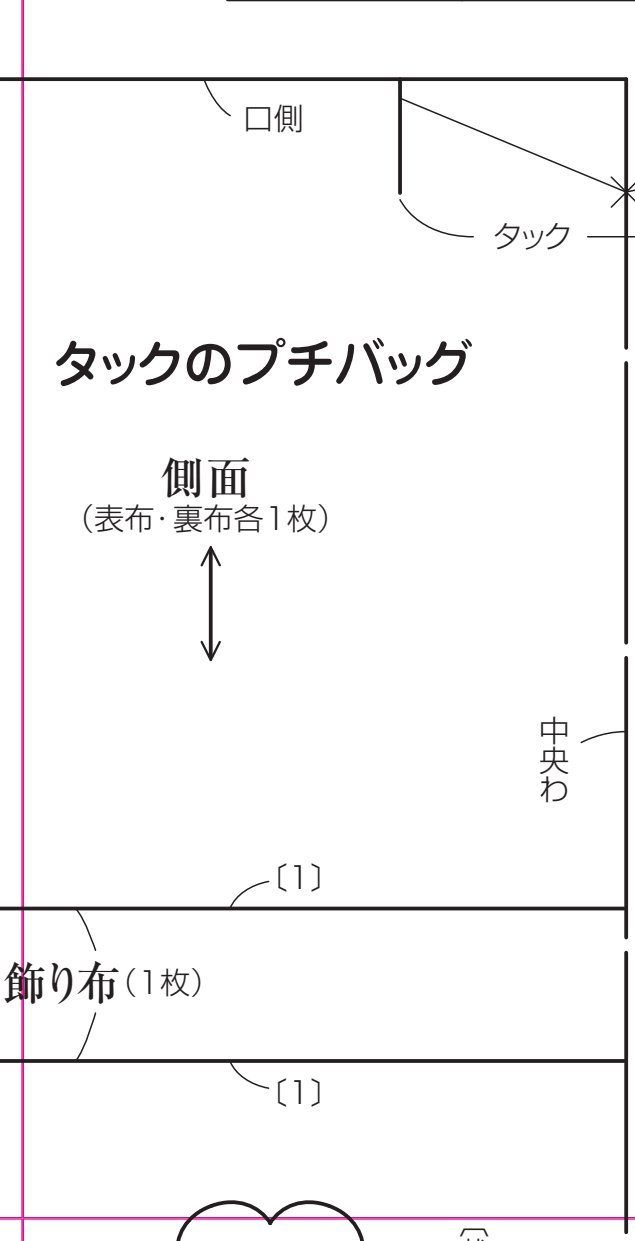 口側
タック
タックのプチバッグ
側面
（表布・裏布各1枚）
中央わ
〔1〕
飾り布（1枚）
〔1〕